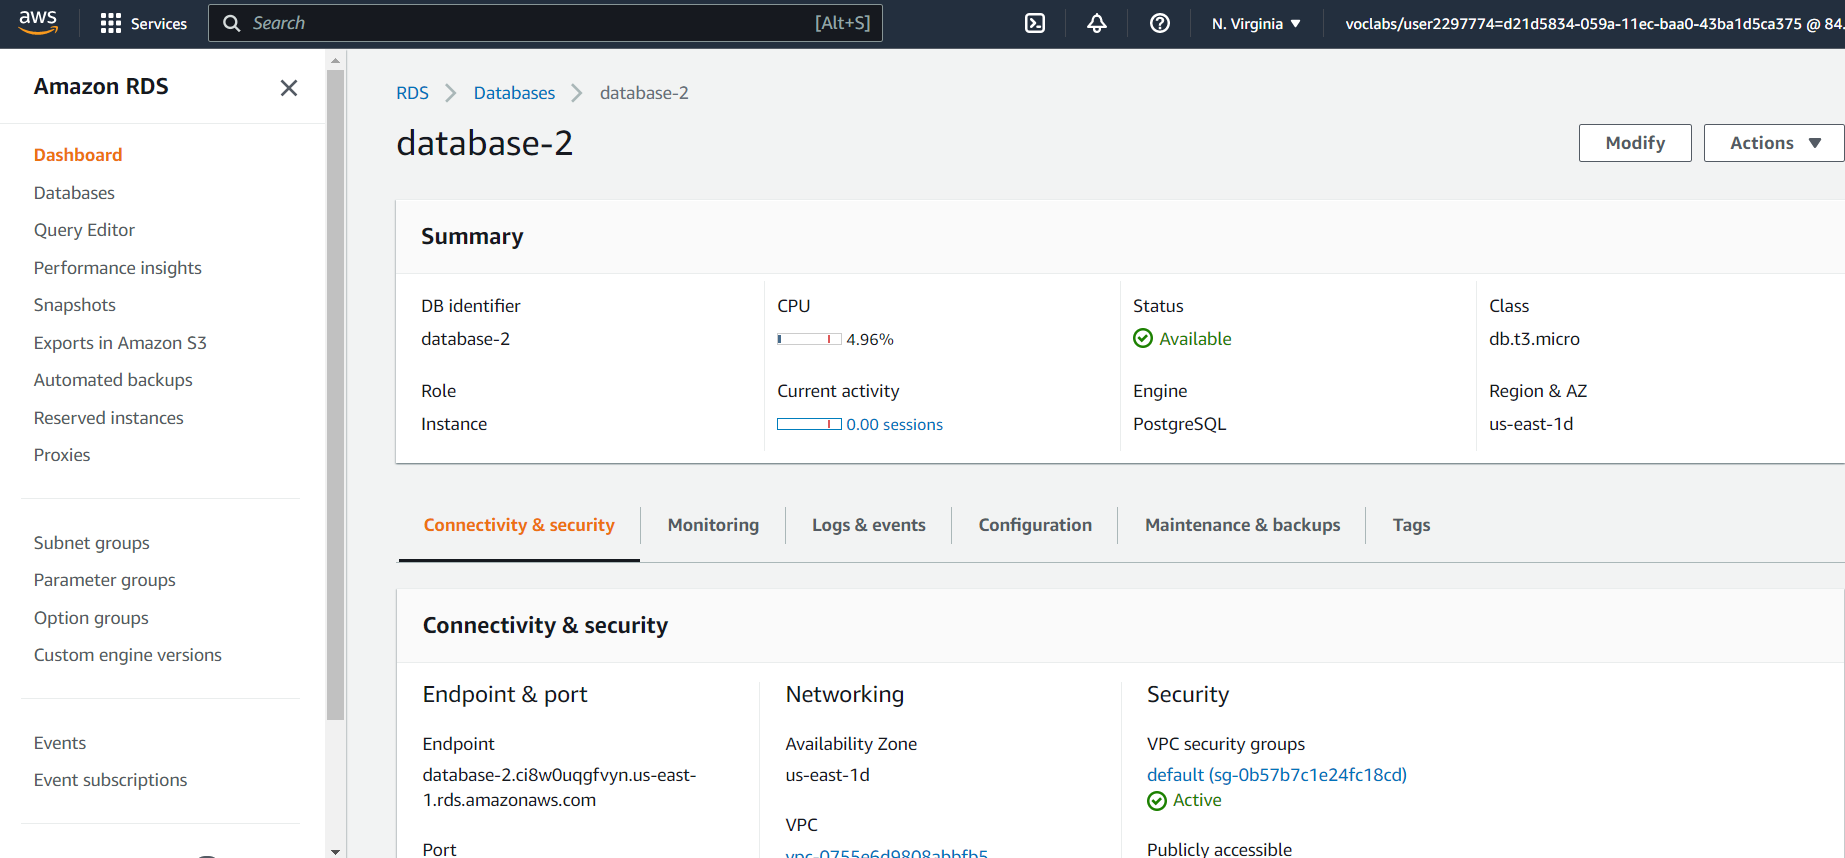 aws
Services
Search
[Alt+S]
N. Virginia
voclabs/user2297774=d21d5834-059a-11ec-baa0-43ba1d5ca375 @ 84.
Amazon RDS
Dashboard
Databases
Query Editor
Performance insights
Snapshots
Exports in Amazon S3
Automated backups
Reserved instances
Proxies
Subnet groups
Parameter groups
Option groups
Custom engine versions
Events
Event subscriptions
RDS
Databases
database-2
database-2
Modify
Actions
Summary
DB identifier
database-2
CPU
4.96%
Status
Available
Class
db.t3.micro
Role
Instance
Current activity
0.00 sessions
Engine
PostgreSQL
Region & AZ
us-east-1d
Connectivity & security
Monitoring
Logs & events
Configuration
Maintenance & backups
Tags
Connectivity & security
Endpoint & port
Endpoint
database-2.ci8w0uqgfvyn.us-east-
1.rds.amazonaws.com
Port
Networking
Availability Zone
us-east-1d
VPC
vpc-0755e6d9808abbfb5
Security
VPC security groups
default (sg-0b57b7c1e24fc18cd)
Active
Publicly accessible